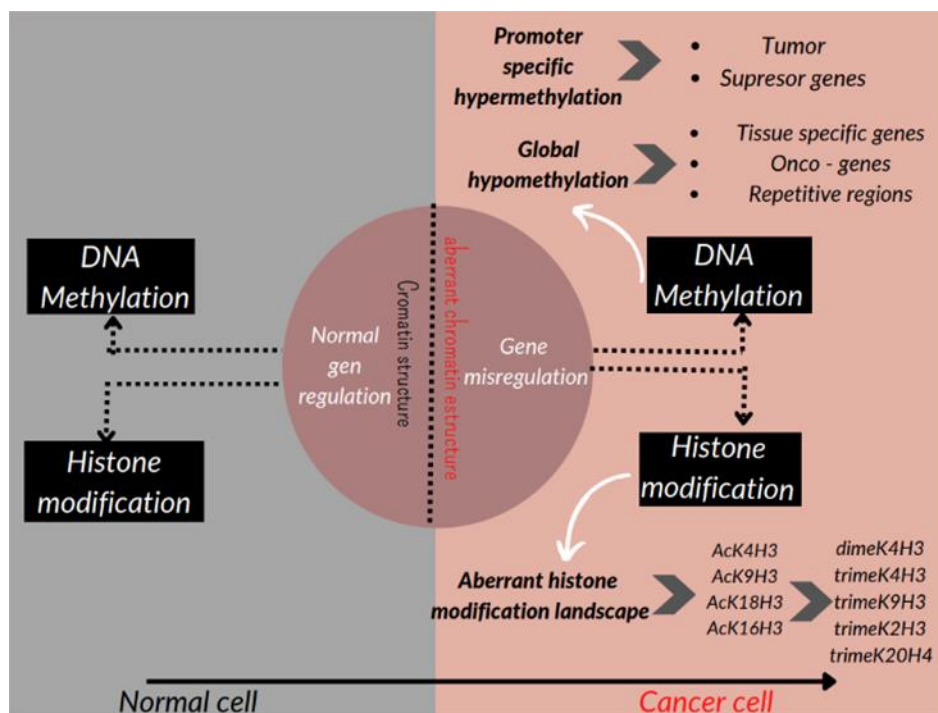 Promoter
specific
hypermethylation
• Tumor
• Supresor genes
Global
hypomethylation
• Tissue specific genes
• Onco - genes
• Repetitive regions
DNA
Methylation
Histone
modification
Normal
gen
regulation
Cromatin structure
aberrant chromatin estructure
Gene
misregulation
DNA
Methylation
Histone
modification
Aberrant histone
modification landscape
AcK4H3
AcK9H3
AcK18H3
AcK16H3
dimeK4H3
trimeK4H3
trimeK9H3
trimeK2H3
trimeK20H4
Normal cell
Cancer cell